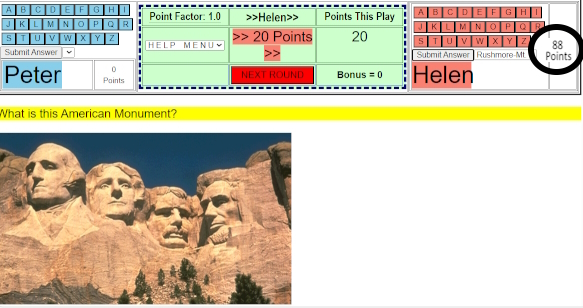 A B C D E F G H I
J K L M N O P Q R
S T U V W X Y Z
Submit Answer
Peter
0
Points
Point Factor: 1.0
>>Helen>>
Points This Play
HELP MENU
>> 20 Points
>>
20
NEXT ROUND
Bonus = 0
A B C D E F G H I
J K L M N O P Q R
S T U V W X Y Z
Submit Answer Rushmore-Mt.
Helen
88
Points
What is this American Monument?